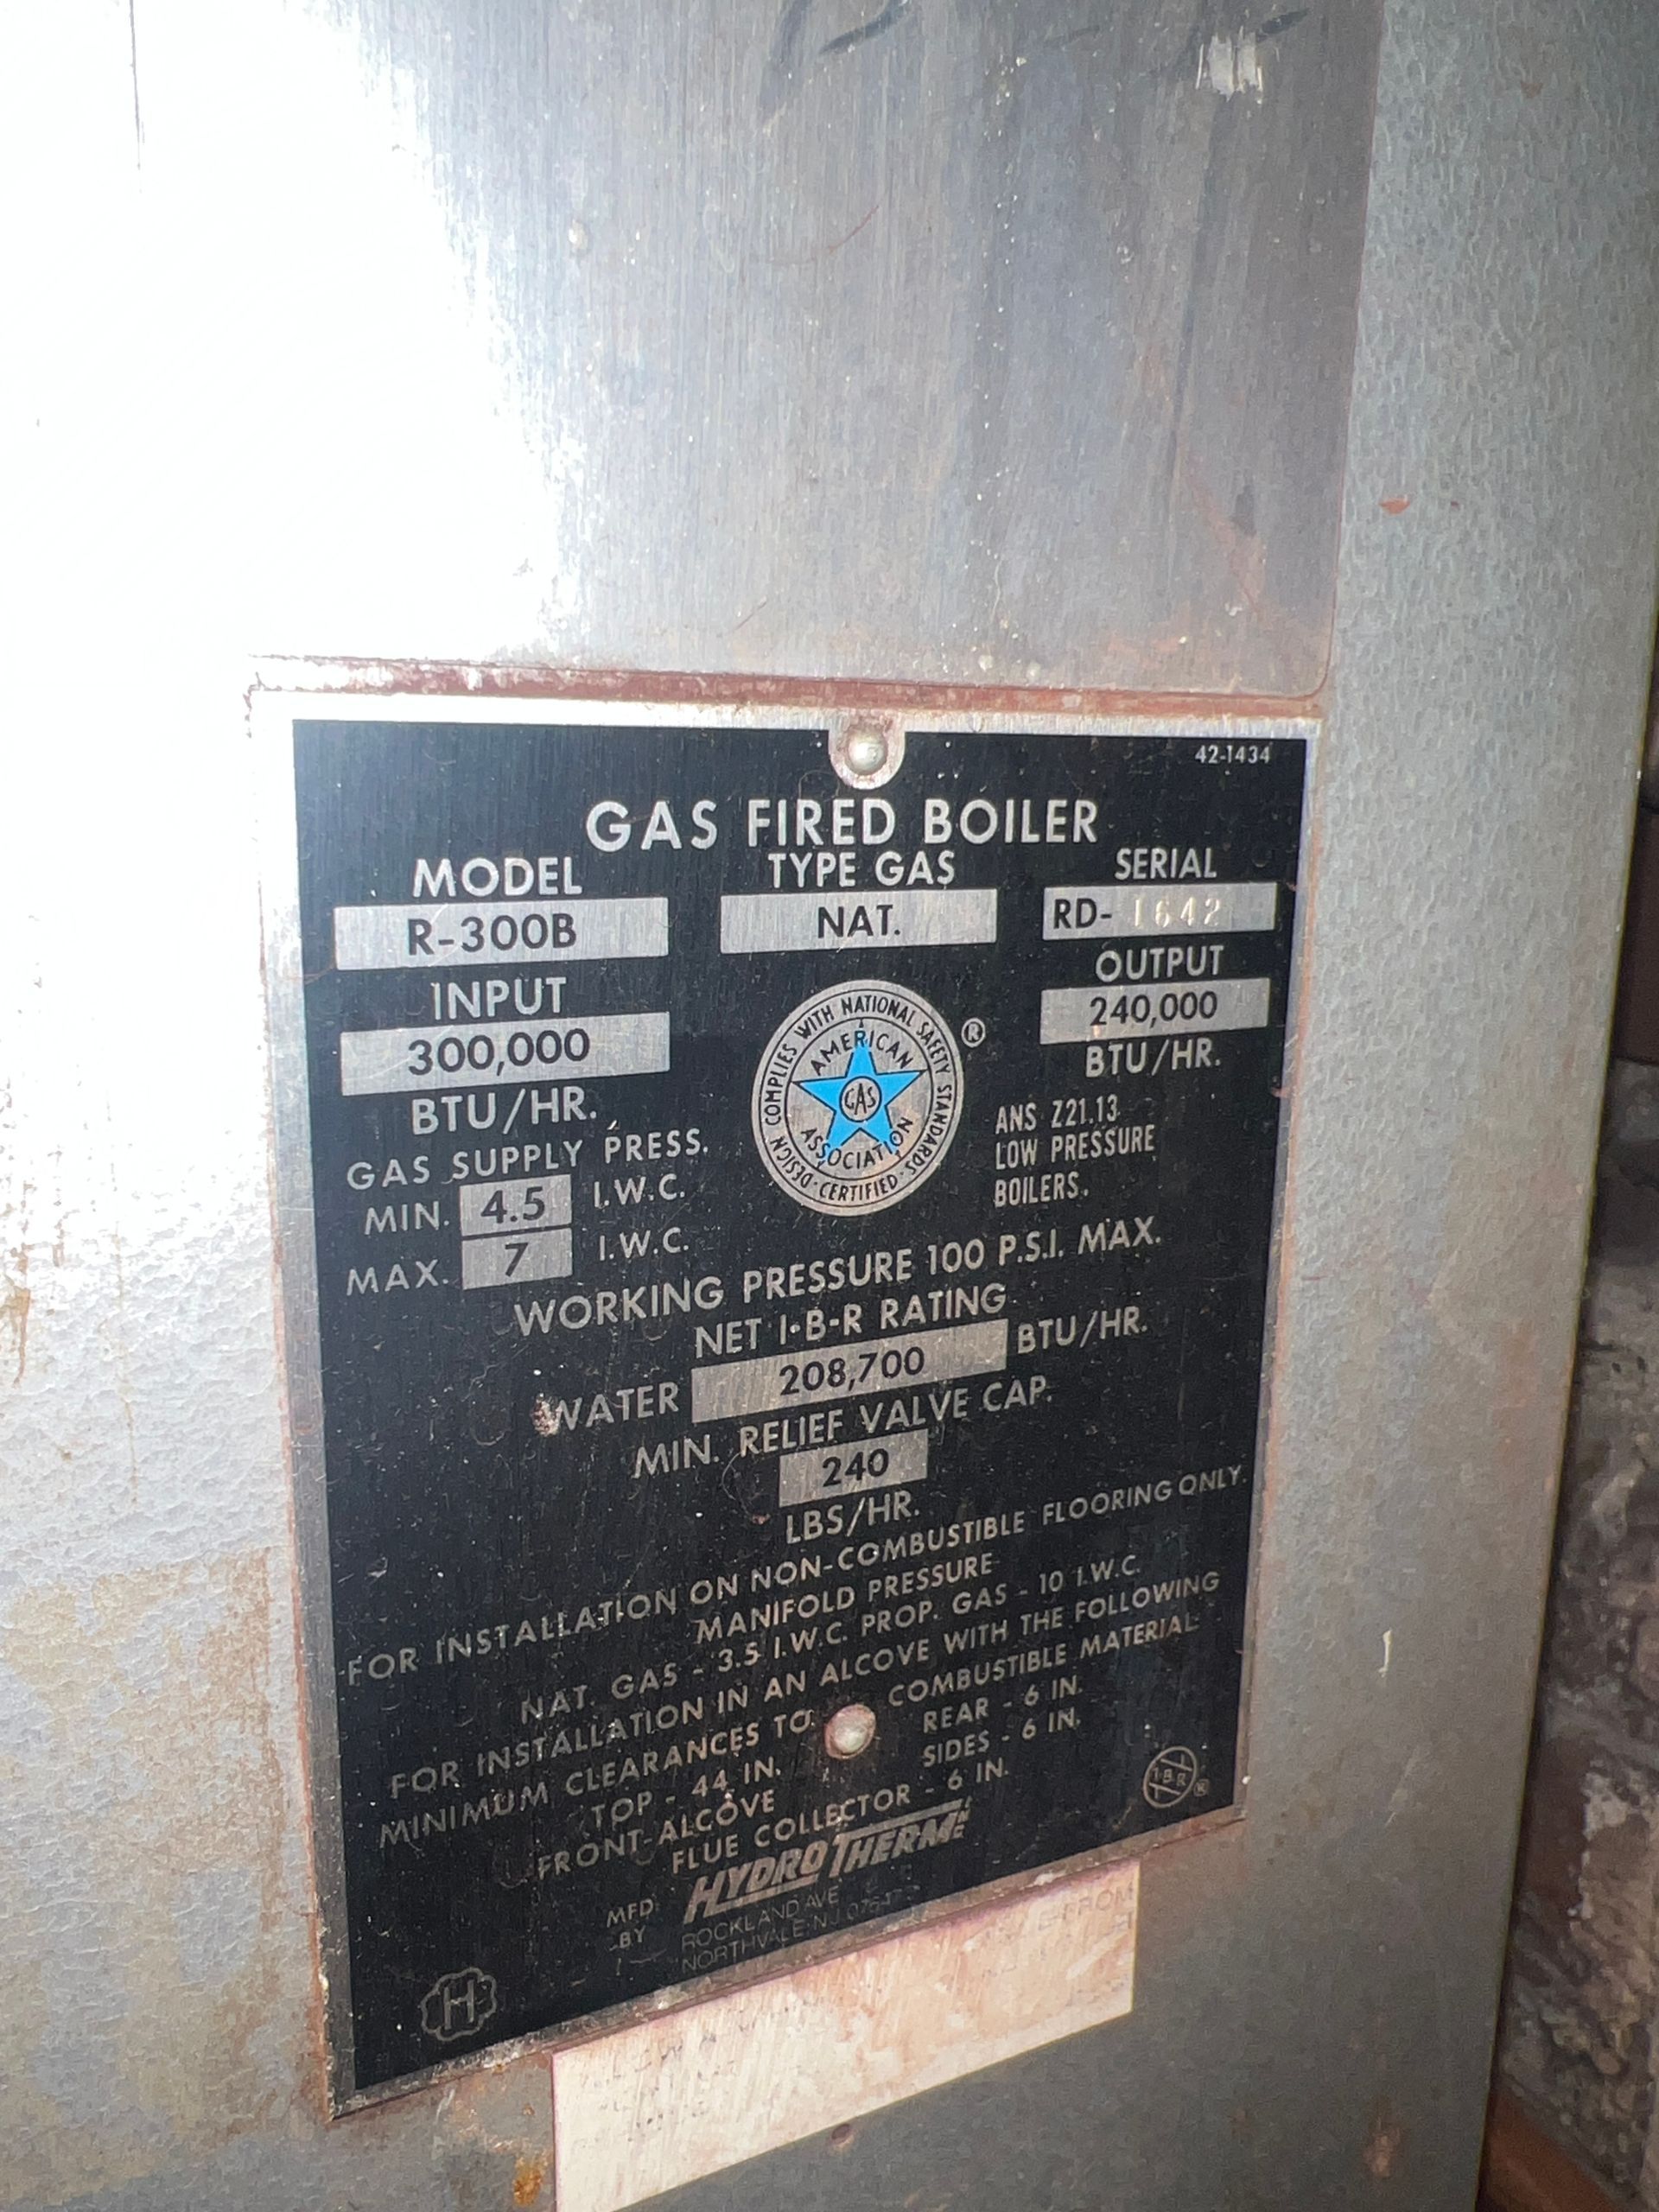 42-1434
GAS FIRED BOILER
MODEL TYPE GAS SERIAL
R-300B NAT. RD-1642
INPUT OUTPUT
300,000 240,000
BTU/HR. BTU/HR.
DESIGN COMPLIES WITH NATIONAL SAFETY STANDARDS
CERTIFIED
AMERICAN
GAS
ASSOCIATION
®
ANS Z21.13
LOW PRESSURE
BOILERS.
GAS SUPPLY PRESS.
MIN. 4.5 I.W.C.
MAX. 7 I.W.C.
WORKING PRESSURE 100 P.S.I. MAX.
NET I·B·R RATING
WATER 208,700 BTU/HR.
MIN. RELIEF VALVE CAP.
240
LBS/HR.
FOR INSTALLATION ON NON-COMBUSTIBLE FLOORING ONLY
MANIFOLD PRESSURE
NAT. GAS - 3.5 I.W.C. PROP. GAS - 10 I.W.C.
FOR INSTALLATION IN AN ALCOVE WITH THE FOLLOWING
MINIMUM CLEARANCES TO COMBUSTIBLE MATERIAL
TOP - 44 IN. REAR - 6 IN.
FRONT-ALCOVE SIDES - 6 IN.
FLUE COLLECTOR - 6 IN.
MFD. BY HYDROTHERM INC
ROCKLAND AVE
NORTHVALE NJ 07647
H
I B R ®